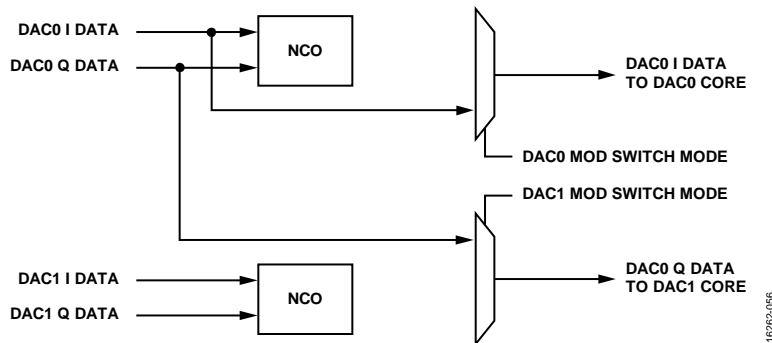 DAC0 I DATA
DAC0 Q DATA
NCO
DAC0 I DATA
TO DAC0 CORE
DAC0 MOD SWITCH MODE
DAC1 MOD SWITCH MODE
DAC1 I DATA
DAC1 Q DATA
NCO
DAC0 Q DATA
TO DAC1 CORE
16262-056